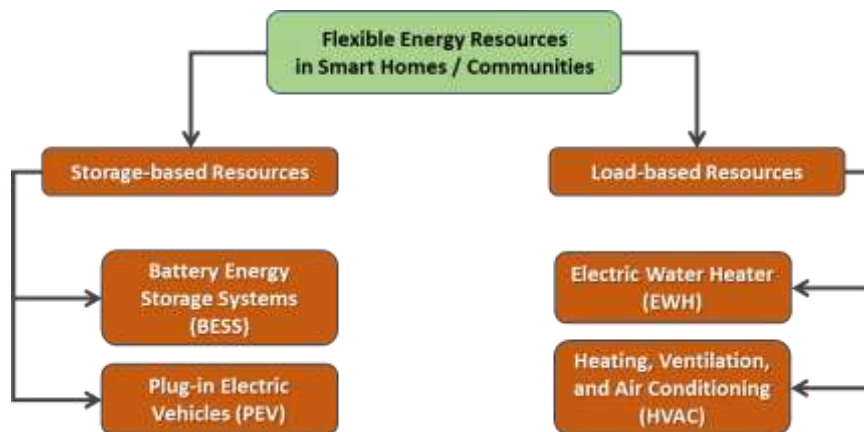 Flexible Energy Resources
in Smart Homes / Communities
Storage-based Resources
Load-based Resources
Battery Energy
Storage Systems
(BESS)
Electric Water Heater
(EWH)
Plug-in Electric
Vehicles (PEV)
Heating, Ventilation,
and Air Conditioning
(HVAC)